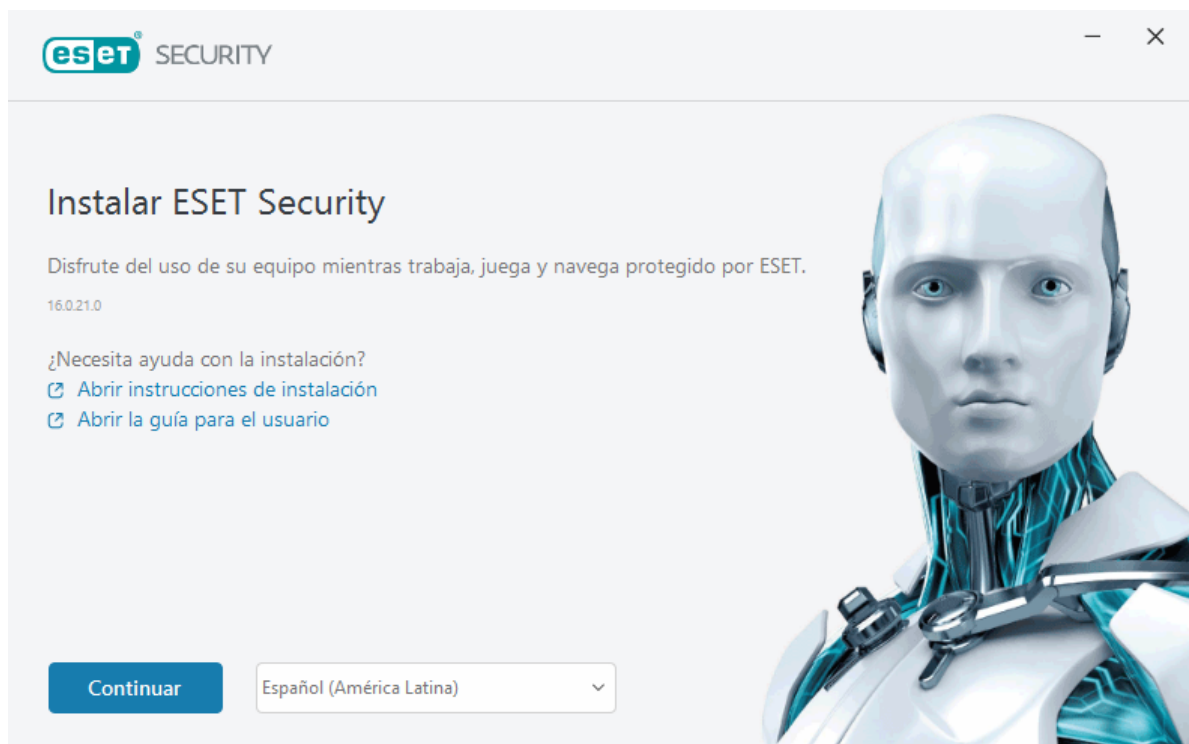 eset® SECURITY
Instalar ESET Security
Disfrute del uso de su equipo mientras trabaja, juega y navega protegido por ESET.
16.0.21.0
¿Necesita ayuda con la instalación?
Abrir instrucciones de instalación
Abrir la guía para el usuario
Continuar
Español (América Latina)